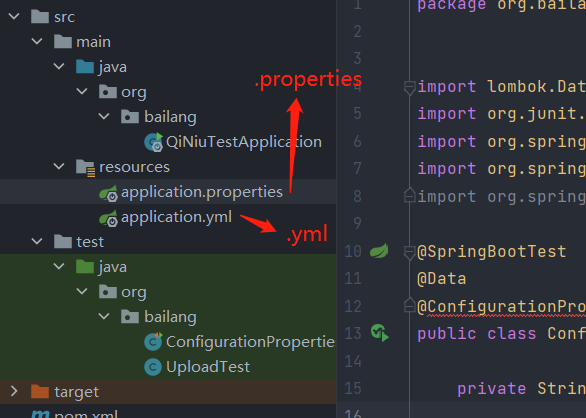 src
main
java
org
bailang
QiNiuTestApplication
resources
application.properties
application.yml
test
java
org
bailang
ConfigurationPropertie
UploadTest
target
pom.xml
.properties
.yml
1 package org.baila
2
3
4 import lombok.Dat
5 import org.junit.
6 import org.spring
7 import org.spring
8 import org.spring
9
10 @SpringBootTest
11 @Data
12 @ConfigurationPro
13 public class Conf
14
15 private Strin
16